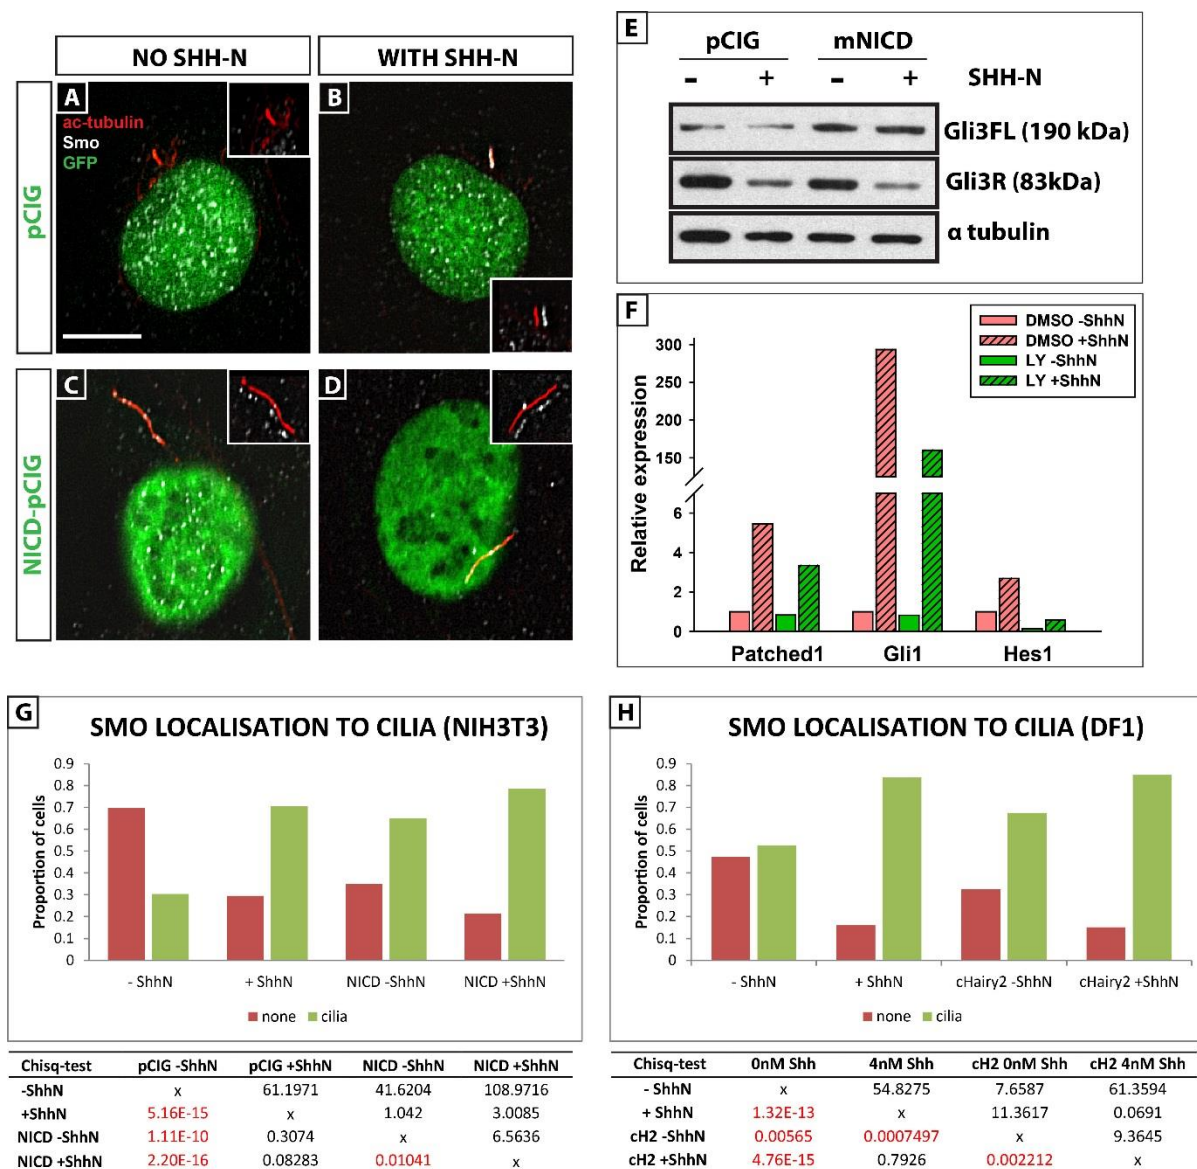 NO SHH-N
WITH SHH-N
pCIG
NICD-pCIG
A
ac-tubulin
Smo
GFP
B
C
D
E
pCIG mNICD
- + - + SHH-N
Gli3FL (190 kDa)
Gli3R (83kDa)
α tubulin
F
DMSO -ShhN
DMSO +ShhN
LY -ShhN
LY +ShhN
Relative expression
300
250
200
150
6
4
2
0
Patched1 Gli1 Hes1
G
SMO LOCALISATION TO CILIA (NIH3T3)
Proportion of cells
0.9
0.8
0.7
0.6
0.5
0.4
0.3
0.2
0.1
0
- ShhN + ShhN NICD -ShhN NICD +ShhN
none cilia
Chisq-test pCIG -ShhN pCIG +ShhN NICD -ShhN NICD +ShhN
-ShhN x 61.1971 41.6204 108.9716
+ShhN 5.16E-15 x 1.042 3.0085
NICD -ShhN 1.11E-10 0.3074 x 6.5636
NICD +ShhN 2.20E-16 0.08283 0.01041 x
H
SMO LOCALISATION TO CILIA (DF1)
Proportion of cells
0.9
0.8
0.7
0.6
0.5
0.4
0.3
0.2
0.1
0
- ShhN + ShhN cHairy2 -ShhN cHairy2 +ShhN
none cilia
Chisq-test 0nM Shh 4nM Shh cH2 0nM Shh cH2 4nM Shh
- ShhN x 54.8275 7.6587 61.3594
+ ShhN 1.32E-13 x 11.3617 0.0691
cH2 -ShhN 0.00565 0.0007497 x 9.3645
cH2 +ShhN 4.76E-15 0.7926 0.002212 x